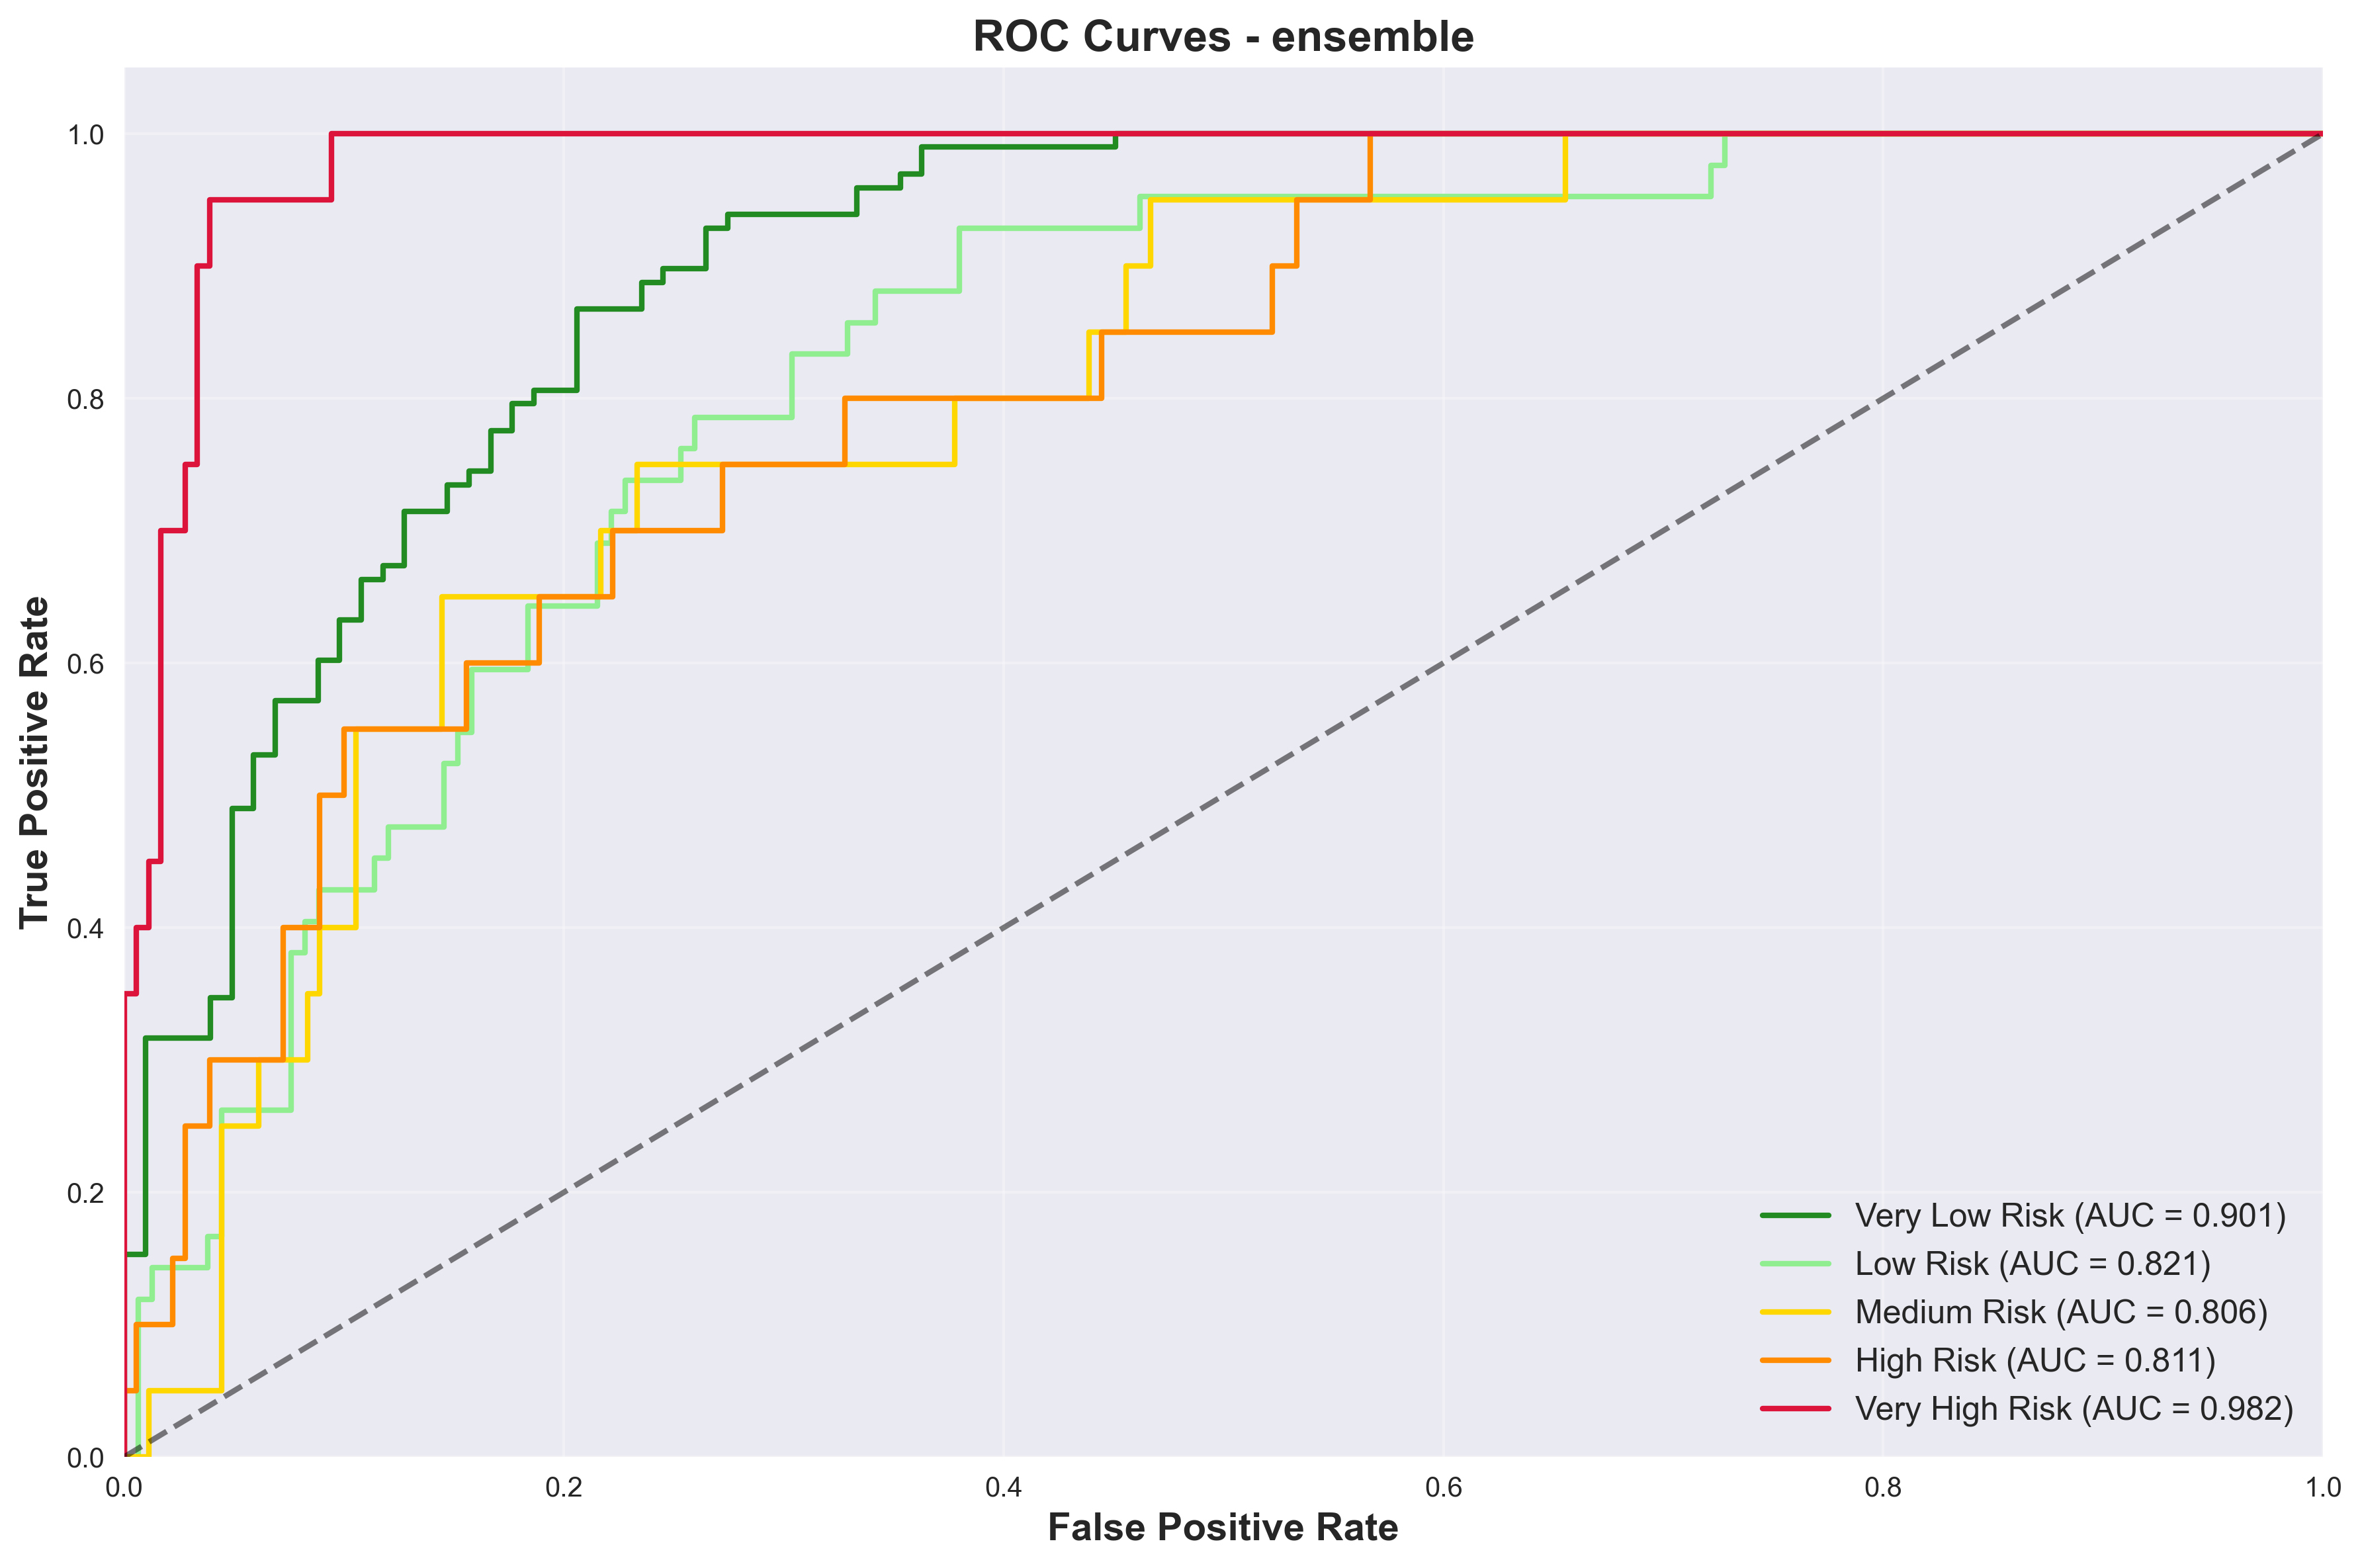 ROC Curves - ensemble
True Positive Rate
1.0
0.8
0.6
0.4
0.2
0.0
Very Low Risk (AUC = 0.901)
Low Risk (AUC = 0.821)
Medium Risk (AUC = 0.806)
High Risk (AUC = 0.811)
Very High Risk (AUC = 0.982)
0.0 0.2 0.4 0.6 0.8 1.0
False Positive Rate